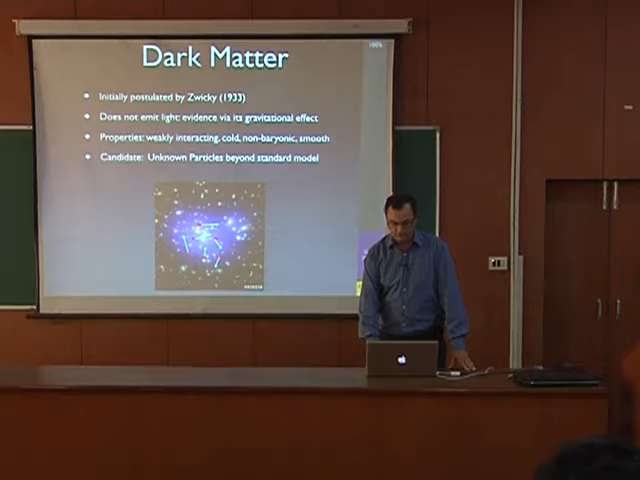 Dark Matter
100%
• Initially postulated by Zwicky (1933)
• Does not emit light: evidence via its gravitational effect
• Properties: weakly interacting, cold, non-baryonic, smooth
• Candidate: Unknown Particles beyond standard model